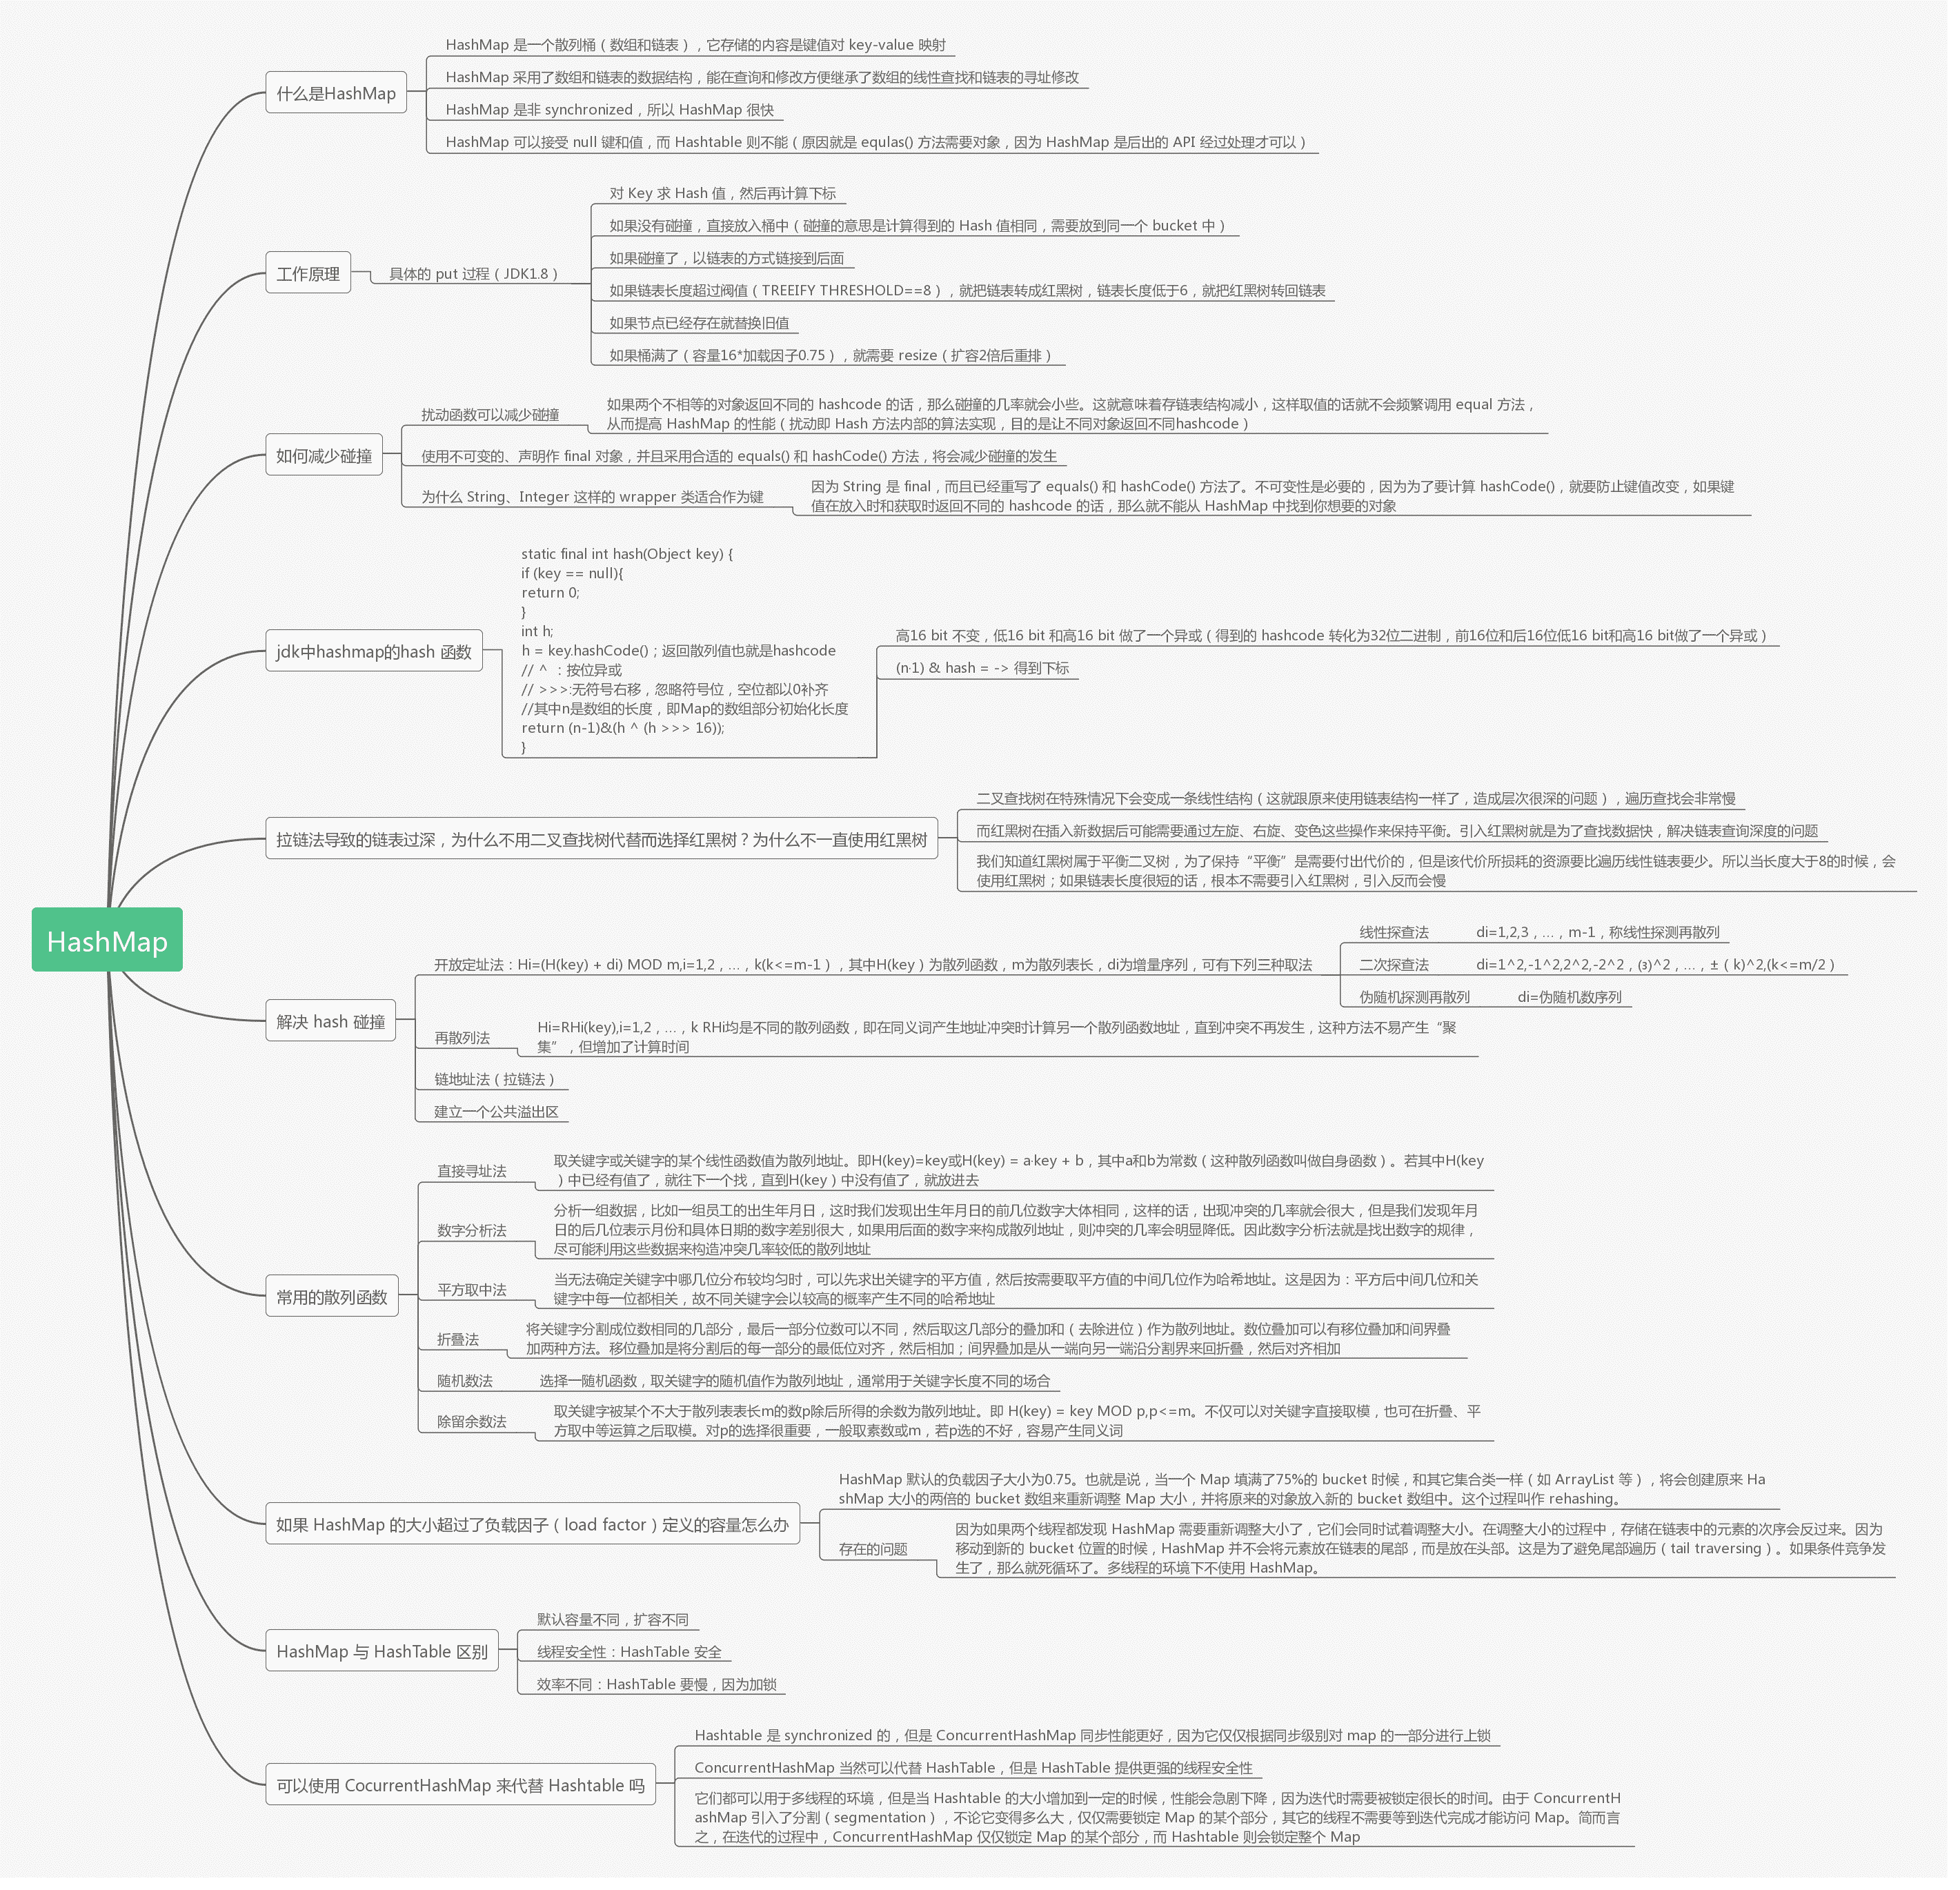 HashMap
什么是HashMap
HashMap 是一个散列桶（数组和链表），它存储的内容是键值对 key-value 映射
HashMap 采用了数组和链表的数据结构，能在查询和修改方便继承了数组的线性查找和链表的寻址修改
HashMap 是非 synchronized，所以 HashMap 很快
HashMap 可以接受 null 键和值，而 Hashtable 则不能（原因就是 equlas() 方法需要对象，因为 HashMap 是后出的 API 经过处理才可以）
工作原理
具体的 put 过程（JDK1.8）
对 Key 求 Hash 值，然后再计算下标
如果没有碰撞，直接放入桶中（碰撞的意思是计算得到的 Hash 值相同，需要放到同一个 bucket 中）
如果碰撞了，以链表的方式链接到后面
如果链表长度超过阀值（TREEIFY THRESHOLD==8），就把链表转成红黑树，链表长度低于6，就把红黑树转回链表
如果节点已经存在就替换旧值
如果桶满了（容量16*加载因子0.75），就需要 resize（扩容2倍后重排）
如何减少碰撞
扰动函数可以减少碰撞
如果两个不相等的对象返回不同的 hashcode 的话，那么碰撞的几率就会小些。这就意味着存链表结构减小，这样取值的话就不会频繁调用 equal 方法，
从而提高 HashMap 的性能（扰动即 Hash 方法内部的算法实现，目的是让不同对象返回不同hashcode）
使用不可变的、声明作 final 对象，并且采用合适的 equals() 和 hashCode() 方法，将会减少碰撞的发生
为什么 String、Integer 这样的 wrapper 类适合作为键
因为 String 是 final，而且已经重写了 equals() 和 hashCode() 方法了。不可变性是必要的，因为为了要计算 hashCode()，就要防止键值改变，如果键
值在放入时和获取时返回不同的 hashcode 的话，那么就不能从 HashMap 中找到你想要的对象
jdk中hashmap的hash 函数
static final int hash(Object key) {
if (key == null){
return 0;
}
int h;
h = key.hashCode()；返回散列值也就是hashcode
// ^ ：按位异或
// >>>:无符号右移，忽略符号位，空位都以0补齐
//其中n是数组的长度，即Map的数组部分初始化长度
return (n-1)&(h ^ (h >>> 16));
}
高16 bit 不变，低16 bit 和高16 bit 做了一个异或（得到的 hashcode 转化为32位二进制，前16位和后16位低16 bit和高16 bit做了一个异或）
(n·1) & hash = -> 得到下标
拉链法导致的链表过深，为什么不用二叉查找树代替而选择红黑树？为什么不一直使用红黑树
二叉查找树在特殊情况下会变成一条线性结构（这就跟原来使用链表结构一样了，造成层次很深的问题），遍历查找会非常慢
而红黑树在插入新数据后可能需要通过左旋、右旋、变色这些操作来保持平衡。引入红黑树就是为了查找数据快，解决链表查询深度的问题
我们知道红黑树属于平衡二叉树，为了保持“平衡”是需要付出代价的，但是该代价所损耗的资源要比遍历线性链表要少。所以当长度大于8的时候，会
使用红黑树；如果链表长度很短的话，根本不需要引入红黑树，引入反而会慢
解决 hash 碰撞
开放定址法：Hi=(H(key) + di) MOD m,i=1,2，…，k(k<=m-1），其中H(key）为散列函数，m为散列表长，di为增量序列，可有下列三种取法
线性探查法 di=1,2,3，…，m-1，称线性探测再散列
二次探查法 di=1^2,-1^2,2^2,-2^2，⑶^2，…，±（k)^2,(k<=m/2）
伪随机探测再散列 di=伪随机数序列
再散列法
Hi=RHi(key),i=1,2，…，k RHi均是不同的散列函数，即在同义词产生地址冲突时计算另一个散列函数地址，直到冲突不再发生，这种方法不易产生“聚
集”，但增加了计算时间
链地址法（拉链法）
建立一个公共溢出区
常用的散列函数
直接寻址法
取关键字或关键字的某个线性函数值为散列地址。即H(key)=key或H(key) = a·key + b，其中a和b为常数（这种散列函数叫做自身函数）。若其中H(key
）中已经有值了，就往下一个找，直到H(key）中没有值了，就放进去
数字分析法
分析一组数据，比如一组员工的出生年月日，这时我们发现出生年月日的前几位数字大体相同，这样的话，出现冲突的几率就会很大，但是我们发现年月
日的后几位表示月份和具体日期的数字差别很大，如果用后面的数字来构成散列地址，则冲突的几率会明显降低。因此数字分析法就是找出数字的规律，
尽可能利用这些数据来构造冲突几率较低的散列地址
平方取中法
当无法确定关键字中哪几位分布较均匀时，可以先求出关键字的平方值，然后按需要取平方值的中间几位作为哈希地址。这是因为：平方后中间几位和关
键字中每一位都相关，故不同关键字会以较高的概率产生不同的哈希地址
折叠法
将关键字分割成位数相同的几部分，最后一部分位数可以不同，然后取这几部分的叠加和（去除进位）作为散列地址。数位叠加可以有移位叠加和间界叠
加两种方法。移位叠加是将分割后的每一部分的最低位对齐，然后相加；间界叠加是从一端向另一端沿分割界来回折叠，然后对齐相加
随机数法 选择一随机函数，取关键字的随机值作为散列地址，通常用于关键字长度不同的场合
除留余数法
取关键字被某个不大于散列表表长m的数p除后所得的余数为散列地址。即 H(key) = key MOD p,p<=m。不仅可以对关键字直接取模，也可在折叠、平
方取中等运算之后取模。对p的选择很重要，一般取素数或m，若p选的不好，容易产生同义词
如果 HashMap 的大小超过了负载因子（load factor）定义的容量怎么办
HashMap 默认的负载因子大小为0.75。也就是说，当一个 Map 填满了75%的 bucket 时候，和其它集合类一样（如 ArrayList 等），将会创建原来 Ha
shMap 大小的两倍的 bucket 数组来重新调整 Map 大小，并将原来的对象放入新的 bucket 数组中。这个过程叫作 rehashing。
存在的问题
因为如果两个线程都发现 HashMap 需要重新调整大小了，它们会同时试着调整大小。在调整大小的过程中，存储在链表中的元素的次序会反过来。因为
移动到新的 bucket 位置的时候，HashMap 并不会将元素放在链表的尾部，而是放在头部。这是为了避免尾部遍历（tail traversing）。如果条件竞争发
生了，那么就死循环了。多线程的环境下不使用 HashMap。
HashMap 与 HashTable 区别
默认容量不同，扩容不同
线程安全性：HashTable 安全
效率不同：HashTable 要慢，因为加锁
可以使用 CocurrentHashMap 来代替 Hashtable 吗
Hashtable 是 synchronized 的，但是 ConcurrentHashMap 同步性能更好，因为它仅仅根据同步级别对 map 的一部分进行上锁
ConcurrentHashMap 当然可以代替 HashTable，但是 HashTable 提供更强的线程安全性
它们都可以用于多线程的环境，但是当 Hashtable 的大小增加到一定的时候，性能会急剧下降，因为迭代时需要被锁定很长的时间。由于 ConcurrentH
ashMap 引入了分割（segmentation），不论它变得多么大，仅仅需要锁定 Map 的某个部分，其它的线程不需要等到迭代完成才能访问 Map。简而言
之，在迭代的过程中，ConcurrentHashMap 仅仅锁定 Map 的某个部分，而 Hashtable 则会锁定整个 Map